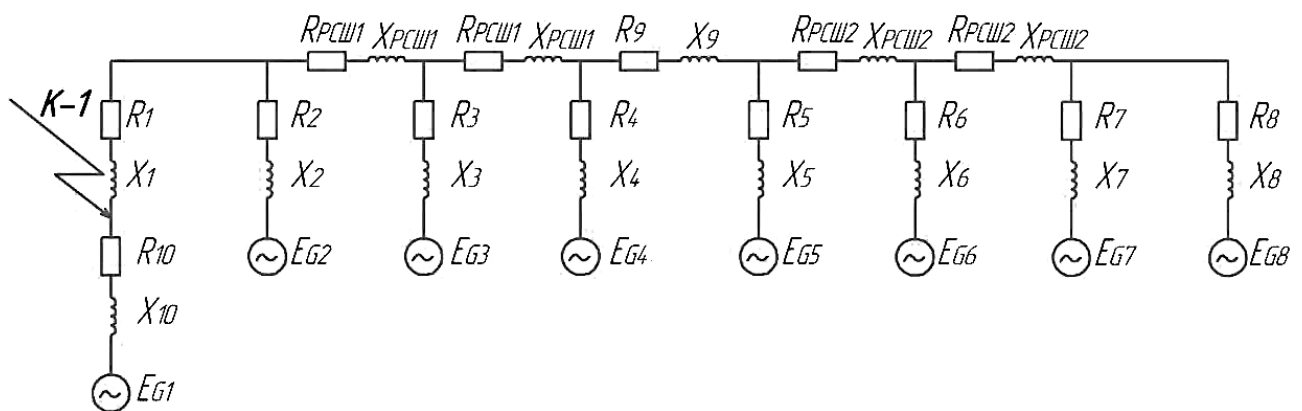 RРСШ1 XРСШ1 RРСШ1 XРСШ1 R9 X9 RРСШ2 XРСШ2 RРСШ2 XРСШ2
K-1 R1 R2 R3 R4 R5 R6 R7 R8
X1 X2 X3 X4 X5 X6 X7 X8
R10 EG2 EG3 EG4 EG5 EG6 EG7 EG8
X10
EG1